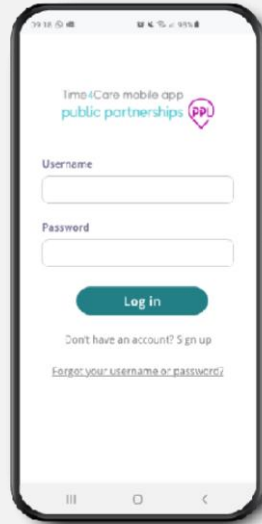 Time4Care mobile app
public partnerships PPL
Username
Password
Log in
Don't have an account? Sign up
Forgot your username or password?